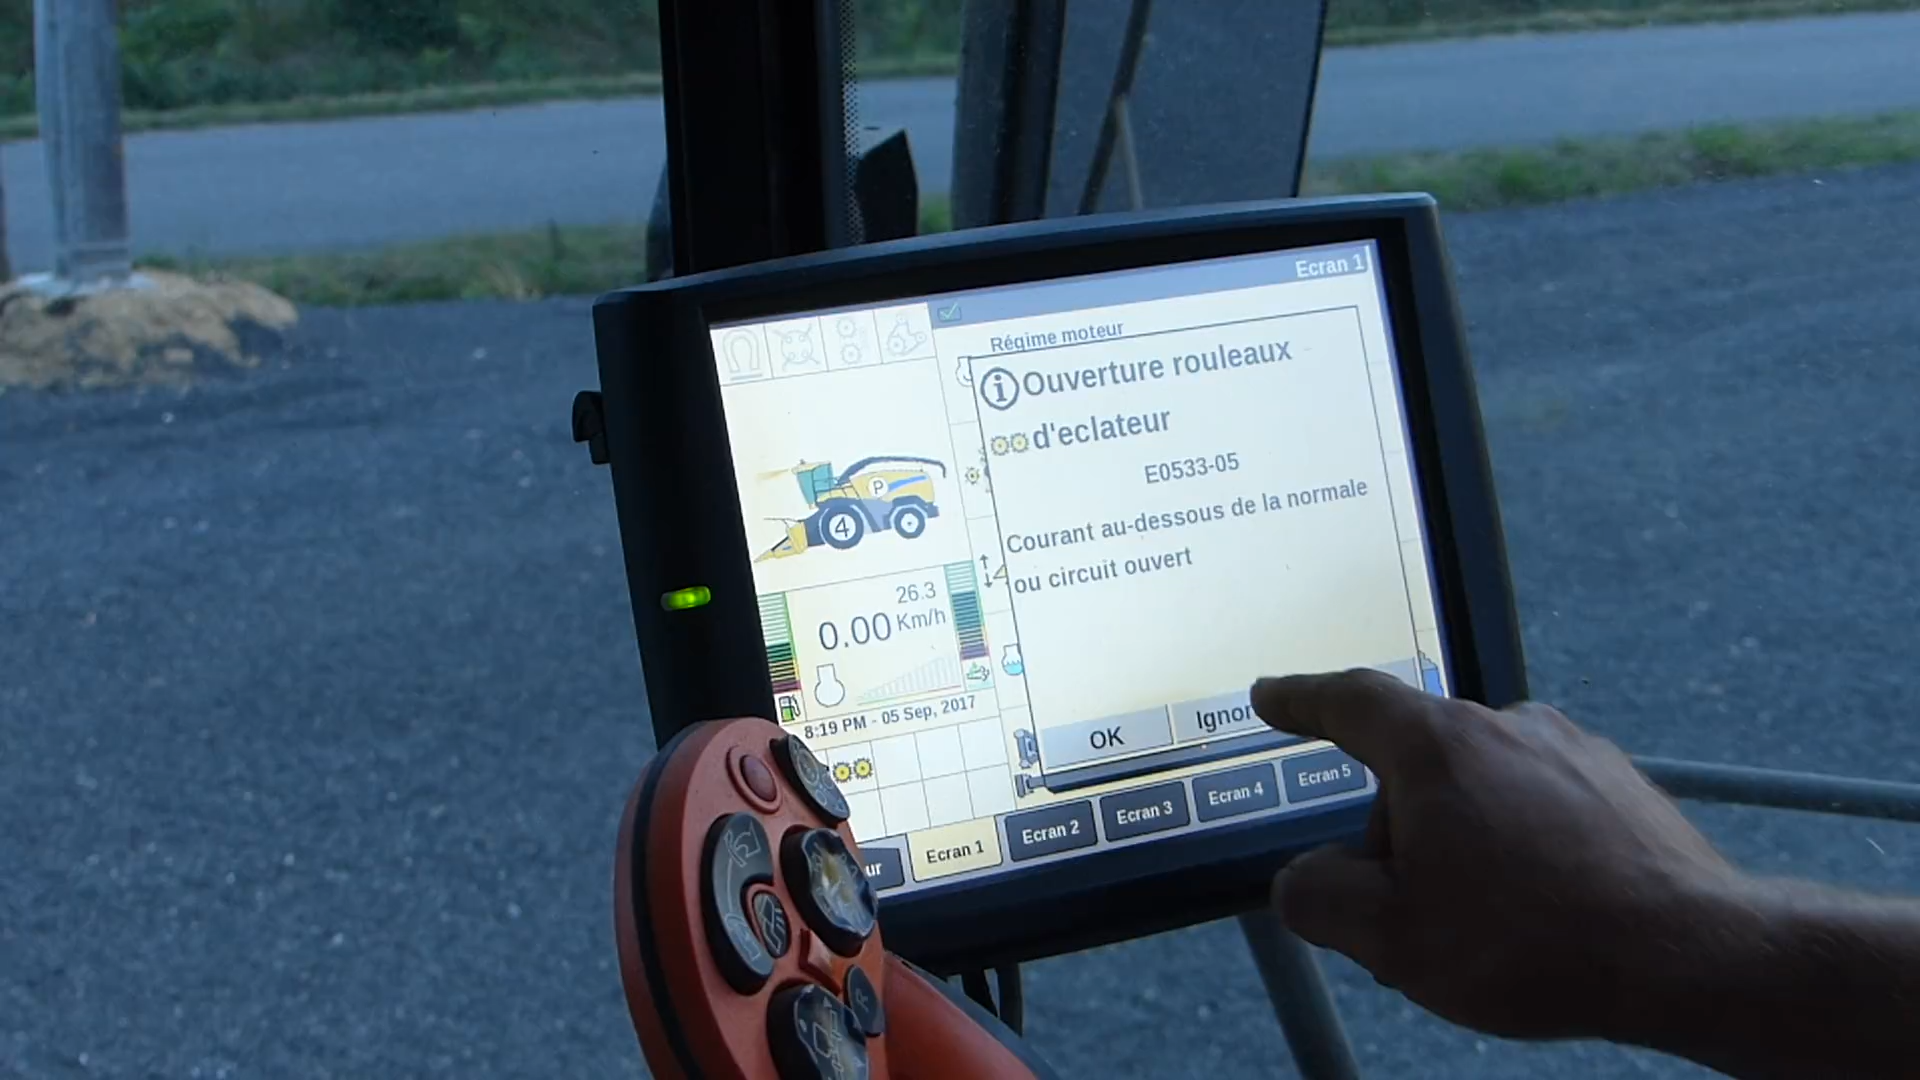 Ecran 1
Régime moteur
Ouverture rouleaux
d'eclateur
E0533-05
Courant au-dessous de la normale
ou circuit ouvert
P
4
26.3
0.00 Km/h
8:19 PM - 05 Sep, 2017
OK
Ecran 1
Ecran 2
Ecran 3
Ecran 4
Ecran 5
R